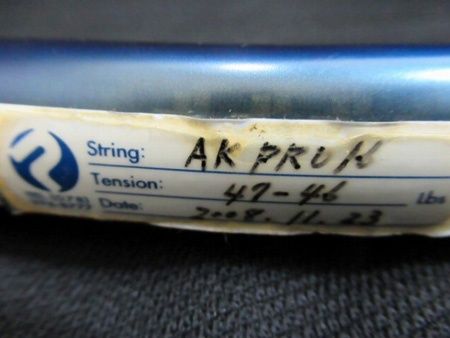 String: AK PRO 16
Tension: 47-46 Lbs
Date: 2008.11.23